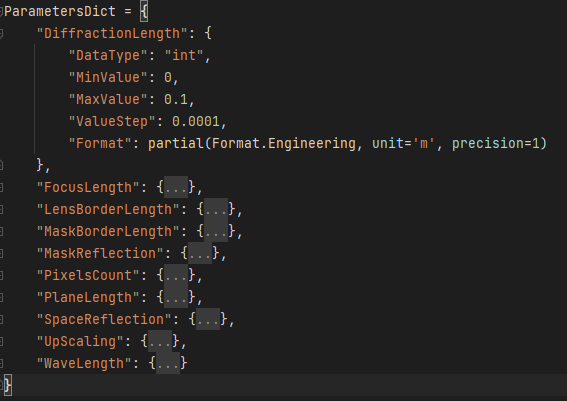 ParametersDict = {
    "DiffractionLength": {
        "DataType": "int",
        "MinValue": 0,
        "MaxValue": 0.1,
        "ValueStep": 0.0001,
        "Format": partial(Format.Engineering, unit='m', precision=1)
    },
    "FocusLength": {...},
    "LensBorderLength": {...},
    "MaskBorderLength": {...},
    "MaskReflection": {...},
    "PixelsCount": {...},
    "PlaneLength": {...},
    "SpaceReflection": {...},
    "UpScaling": {...},
    "WaveLength": {...}
}